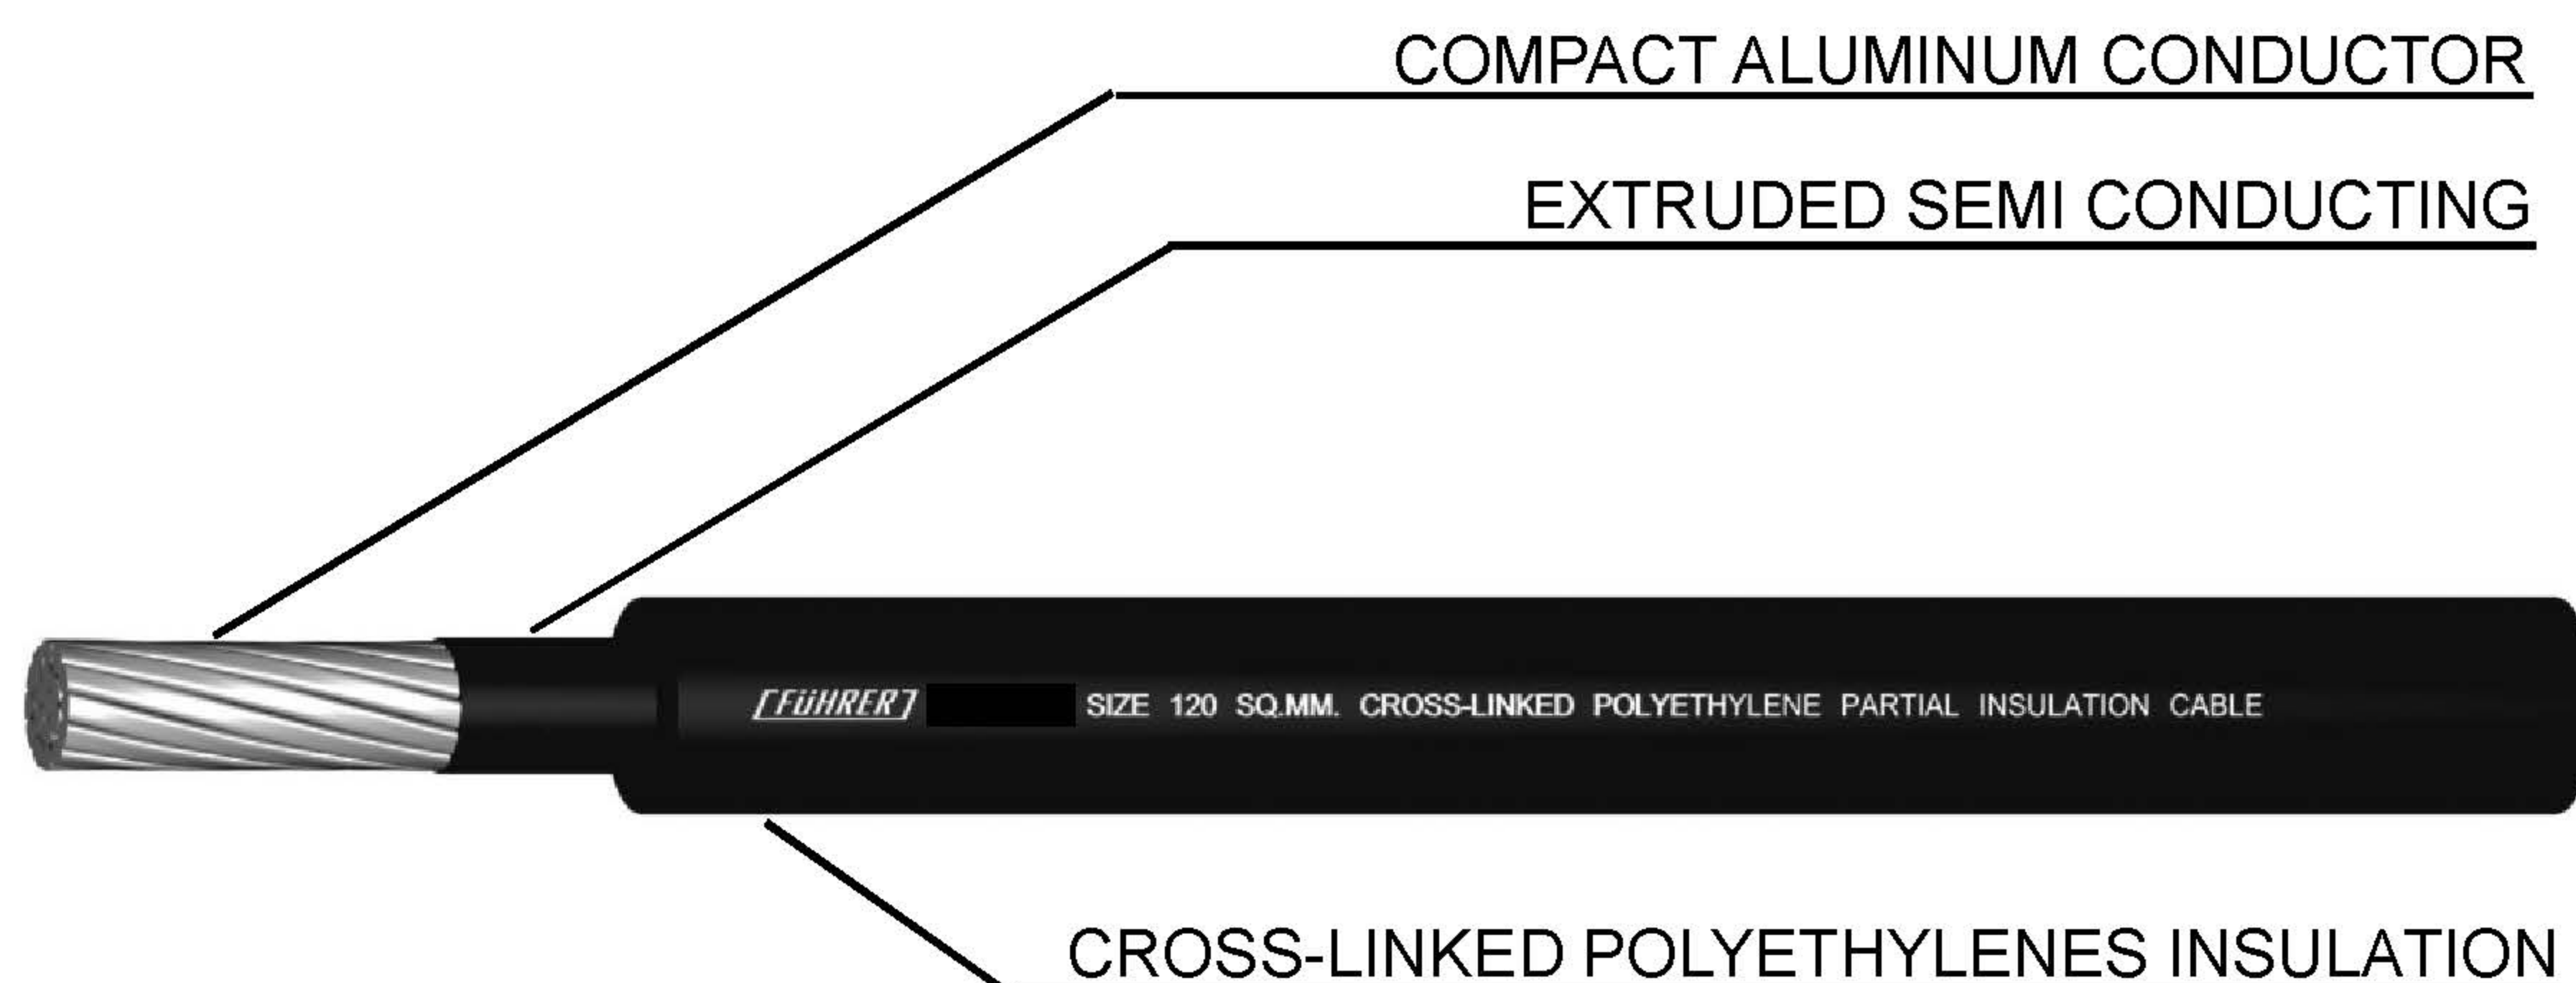 COMPACT ALUMINUM CONDUCTOR
EXTRUDED SEMI CONDUCTING
[FüHRER] SIZE 120 SQ.MM. CROSS-LINKED POLYETHYLENE PARTIAL INSULATION CABLE
CROSS-LINKED POLYETHYLENES INSULATION